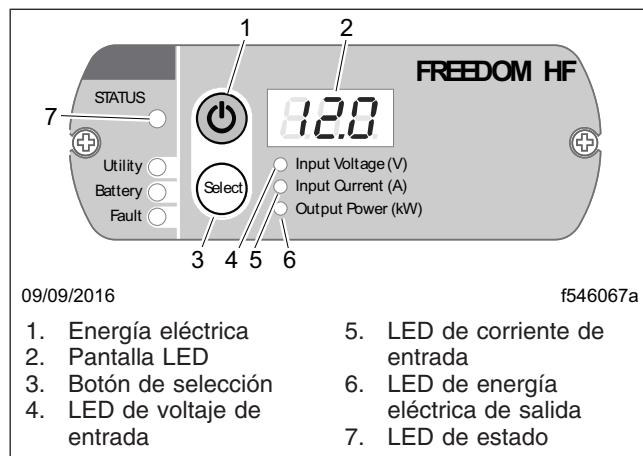 1
2
FREEDOM HF
STATUS
12.0
7
Utility
Battery
Fault
Select
Input Voltage (V)
Input Current (A)
Output Power (kW)
3
4
5
6
09/09/2016
f546067a
1. Energía eléctrica
2. Pantalla LED
3. Botón de selección
4. LED de voltaje de
entrada
5. LED de corriente de
entrada
6. LED de energía
eléctrica de salida
7. LED de estado